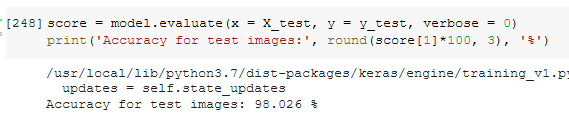 [248] score = model.evaluate(x = X_test, y = y_test, verbose = 0)
print('Accuracy for test images:', round(score[1]*100, 3), '%')
/usr/local/lib/python3.7/dist-packages/keras/engine/training_v1.py
updates = self.state_updates
Accuracy for test images: 98.026 %